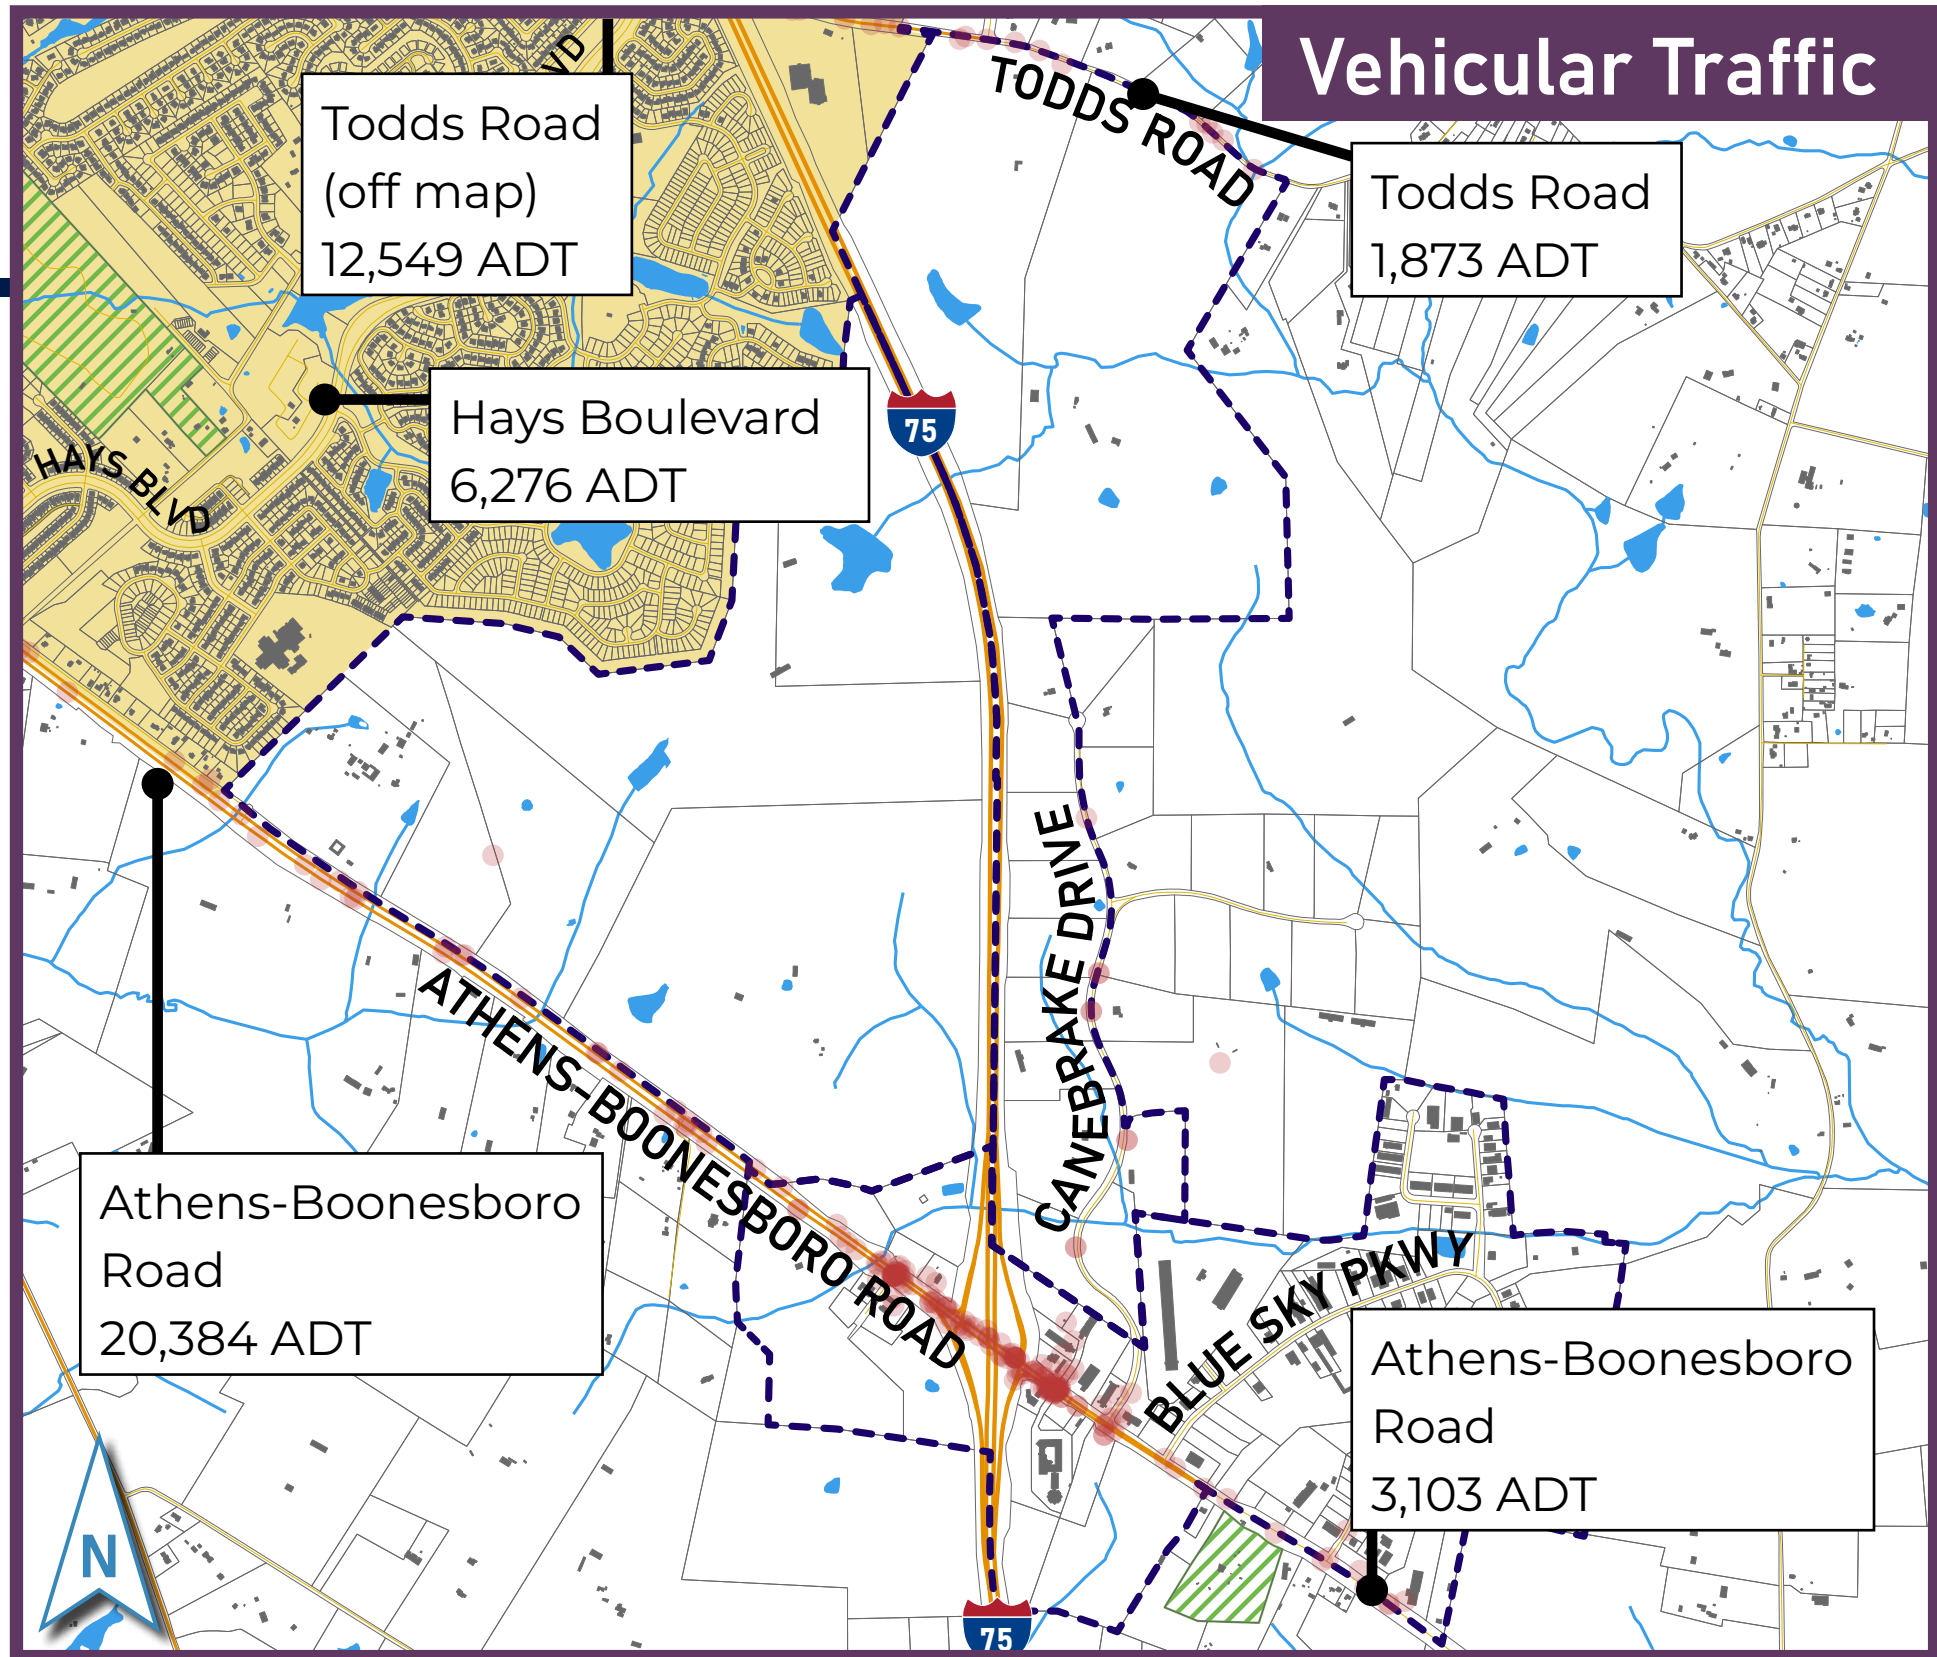 Vehicular Traffic
VD
Todds Road
(off map)
12,549 ADT
TODDS ROAD
Todds Road
1,873 ADT
Hays Boulevard
6,276 ADT
75
HAYS BLVD
CANEBRAKE DRIVE
ATHENS-BOONESBORO ROAD
Athens-Boonesboro
Road
20,384 ADT
BLUE SKY PKWY
Athens-Boonesboro
Road
3,103 ADT
N
75